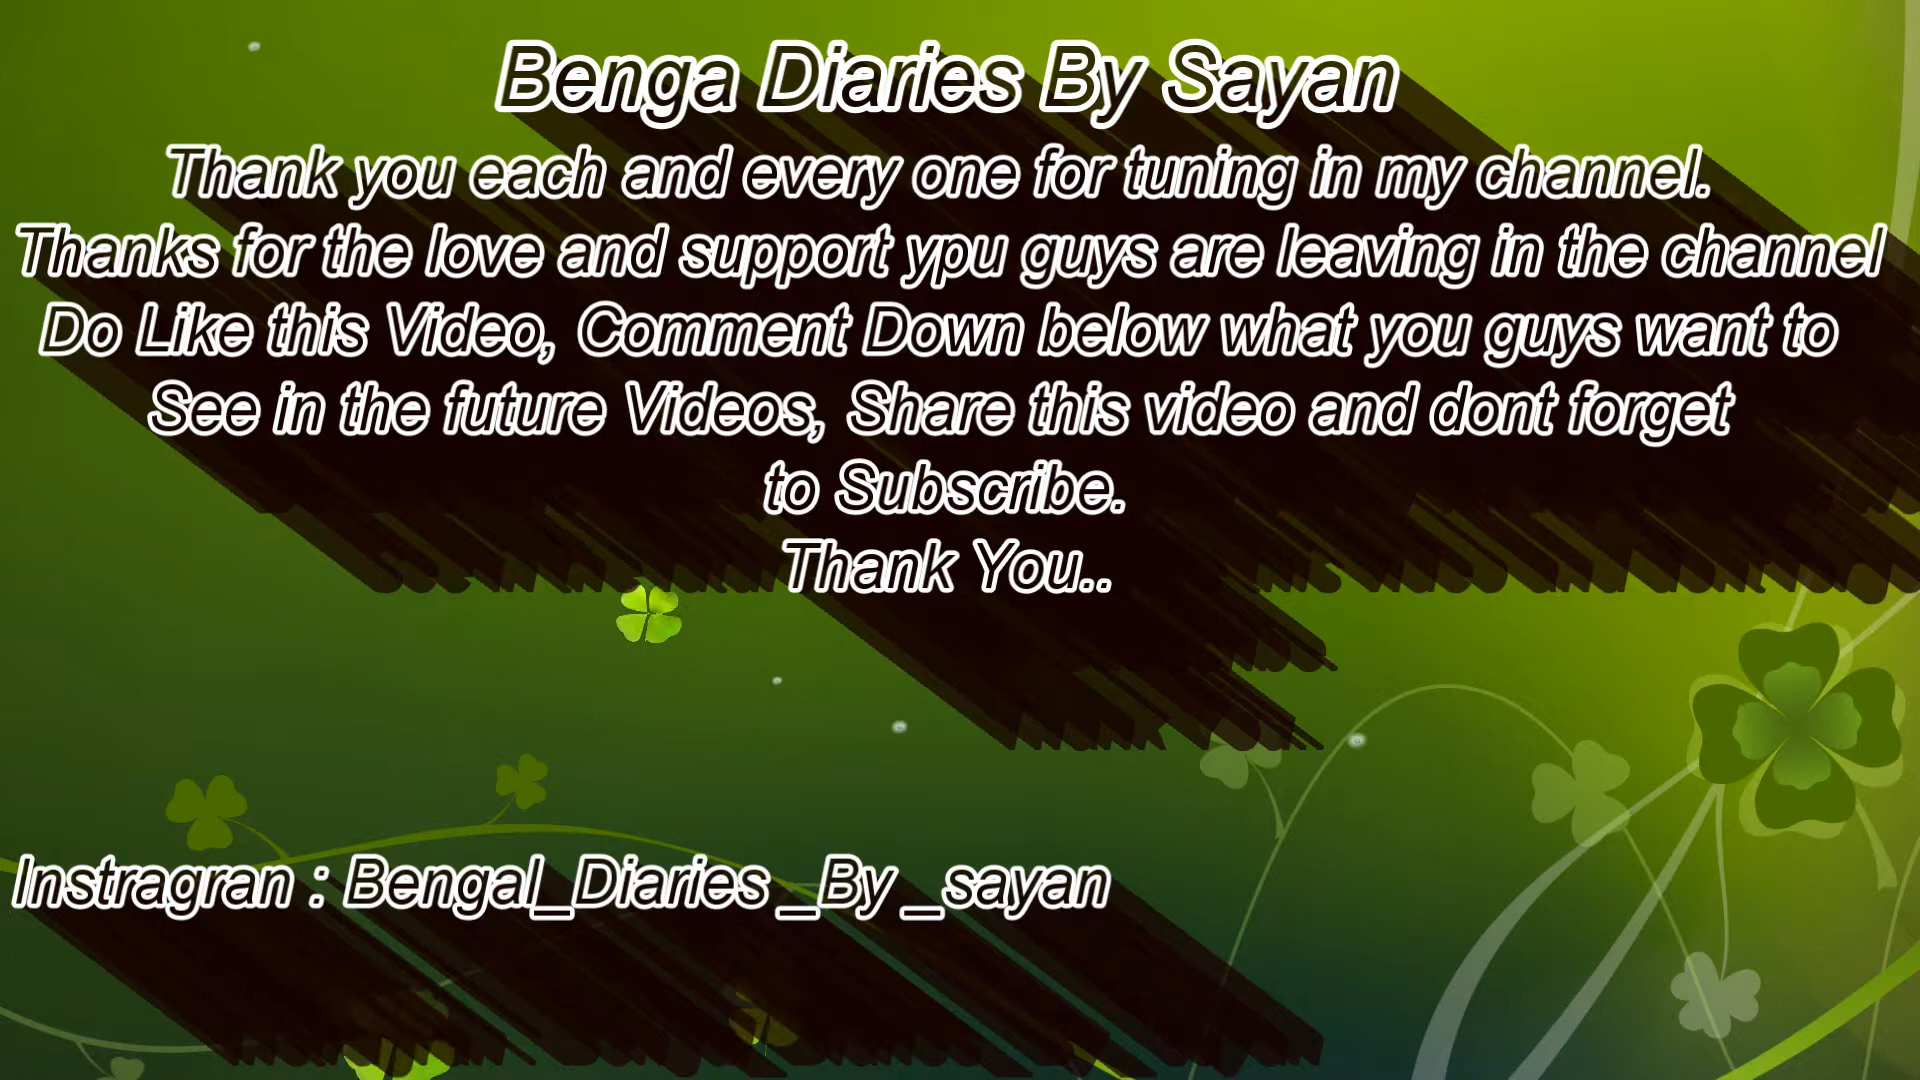 Benga Diaries By Sayan
Thank you each and every one for tuning in my channel.
Thanks for the love and support ypu guys are leaving in the channel
Do Like this Video, Comment Down below what you guys want to
See in the future Videos, Share this video and dont forget
to Subscribe.
Thank You..
Instragran : Bengal_Diaries _By _sayan